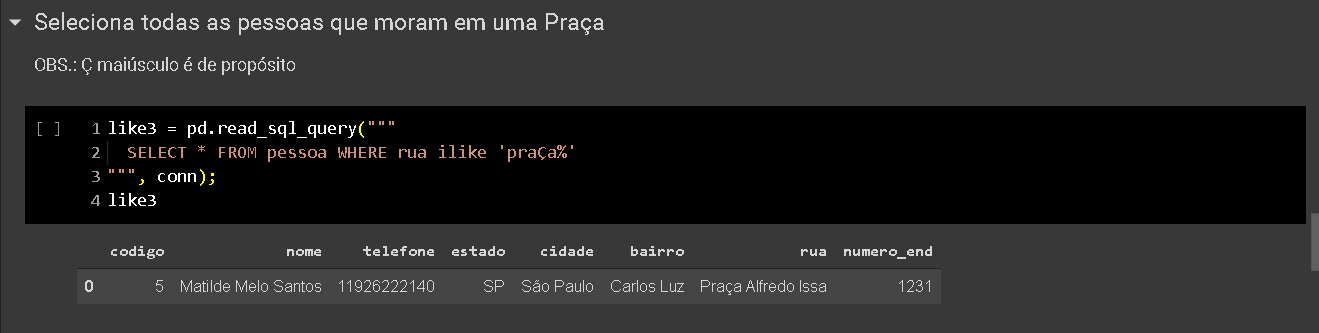 Seleciona todas as pessoas que moram em uma Praça
OBS.: Ç maiúsculo é de propósito
[ ] 1 like3 = pd.read_sql_query("""
2 SELECT * FROM pessoa WHERE rua ilike 'praÇa%'
3 """, conn);
4 like3
codigo nome telefone estado cidade bairro rua numero_end
0 5 Matilde Melo Santos 11926222140 SP São Paulo Carlos Luz Praça Alfredo Issa 1231